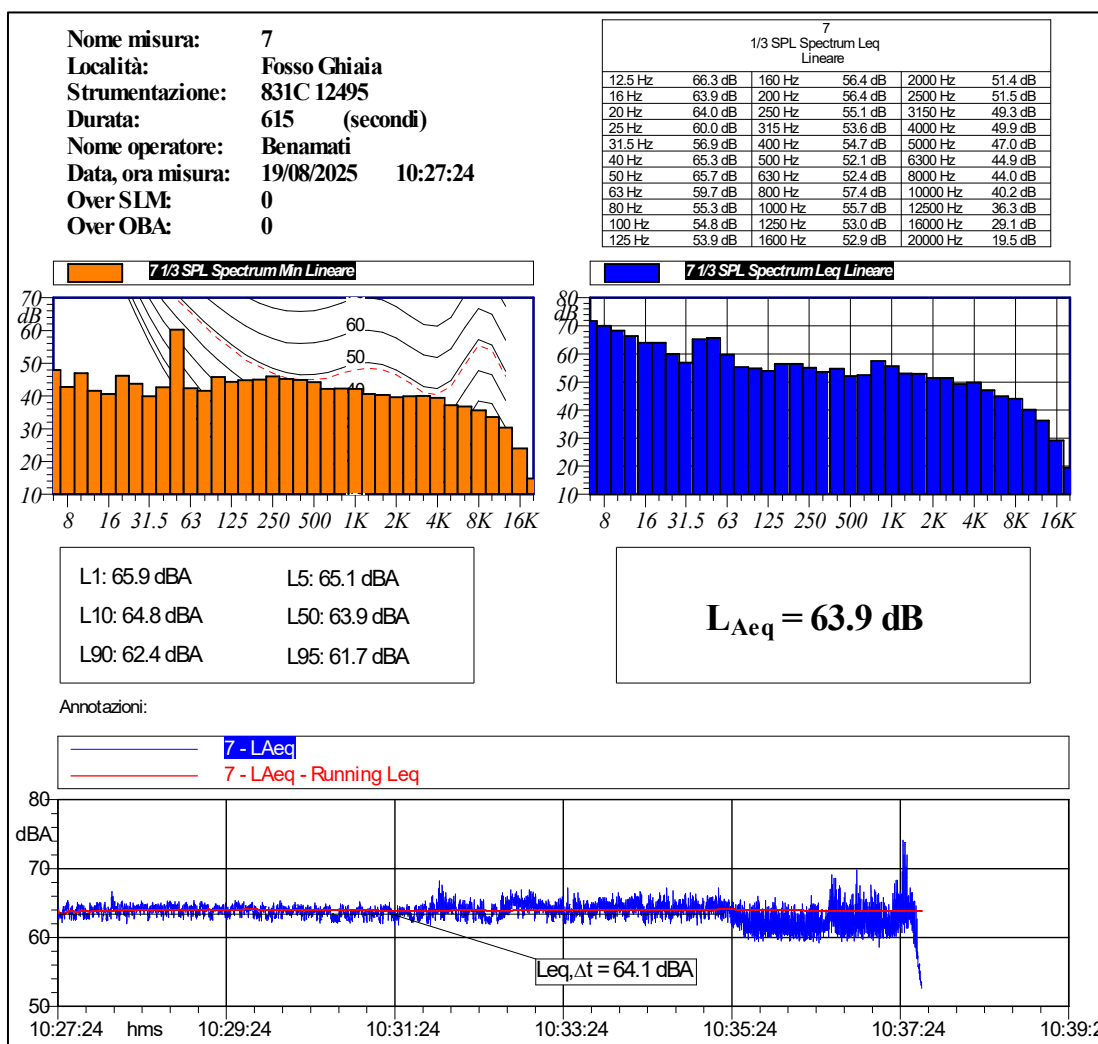 Nome misura: 7
Località: Fosso Ghiaia
Strumentazione: 831C 12495
Durata: 615 (secondi)
Nome operatore: Benamati
Data, ora misura: 19/08/2025 10:27:24
Over SLM: 0
Over OBA: 0
7
1/3 SPL Spectrum Leq
Lineare
12.5 Hz 66.3 dB 160 Hz 56.4 dB 2000 Hz 51.4 dB
16 Hz 63.9 dB 200 Hz 56.4 dB 2500 Hz 51.5 dB
20 Hz 64.0 dB 250 Hz 55.1 dB 3150 Hz 49.3 dB
25 Hz 60.0 dB 315 Hz 53.6 dB 4000 Hz 49.9 dB
31.5 Hz 56.9 dB 400 Hz 54.7 dB 5000 Hz 47.0 dB
40 Hz 65.3 dB 500 Hz 52.1 dB 6300 Hz 44.9 dB
50 Hz 65.7 dB 630 Hz 52.4 dB 8000 Hz 44.0 dB
63 Hz 59.7 dB 800 Hz 57.4 dB 10000 Hz 40.2 dB
80 Hz 55.3 dB 1000 Hz 55.7 dB 12500 Hz 36.3 dB
100 Hz 54.8 dB 1250 Hz 53.0 dB 16000 Hz 29.1 dB
125 Hz 53.9 dB 1600 Hz 52.9 dB 20000 Hz 19.5 dB
7 1/3 SPL Spectrum Min Lineare
70
dB
60
50
40
30
20
10
60
50
8 16 31.5 63 125 250 500 1K 2K 4K 8K 16K
7 1/3 SPL Spectrum Leq Lineare
80
dB
70
60
50
40
30
20
10
8 16 31.5 63 125 250 500 1K 2K 4K 8K 16K
L1: 65.9 dBA L5: 65.1 dBA
L10: 64.8 dBA L50: 63.9 dBA
L90: 62.4 dBA L95: 61.7 dBA
LAeq = 63.9 dB
Annotazioni:
7 - LAeq
7 - LAeq - Running Leq
80
dBA
70
60
50
Leq,Δt = 64.1 dBA
10:27:24 hms 10:29:24 10:31:24 10:33:24 10:35:24 10:37:24 10:39:2